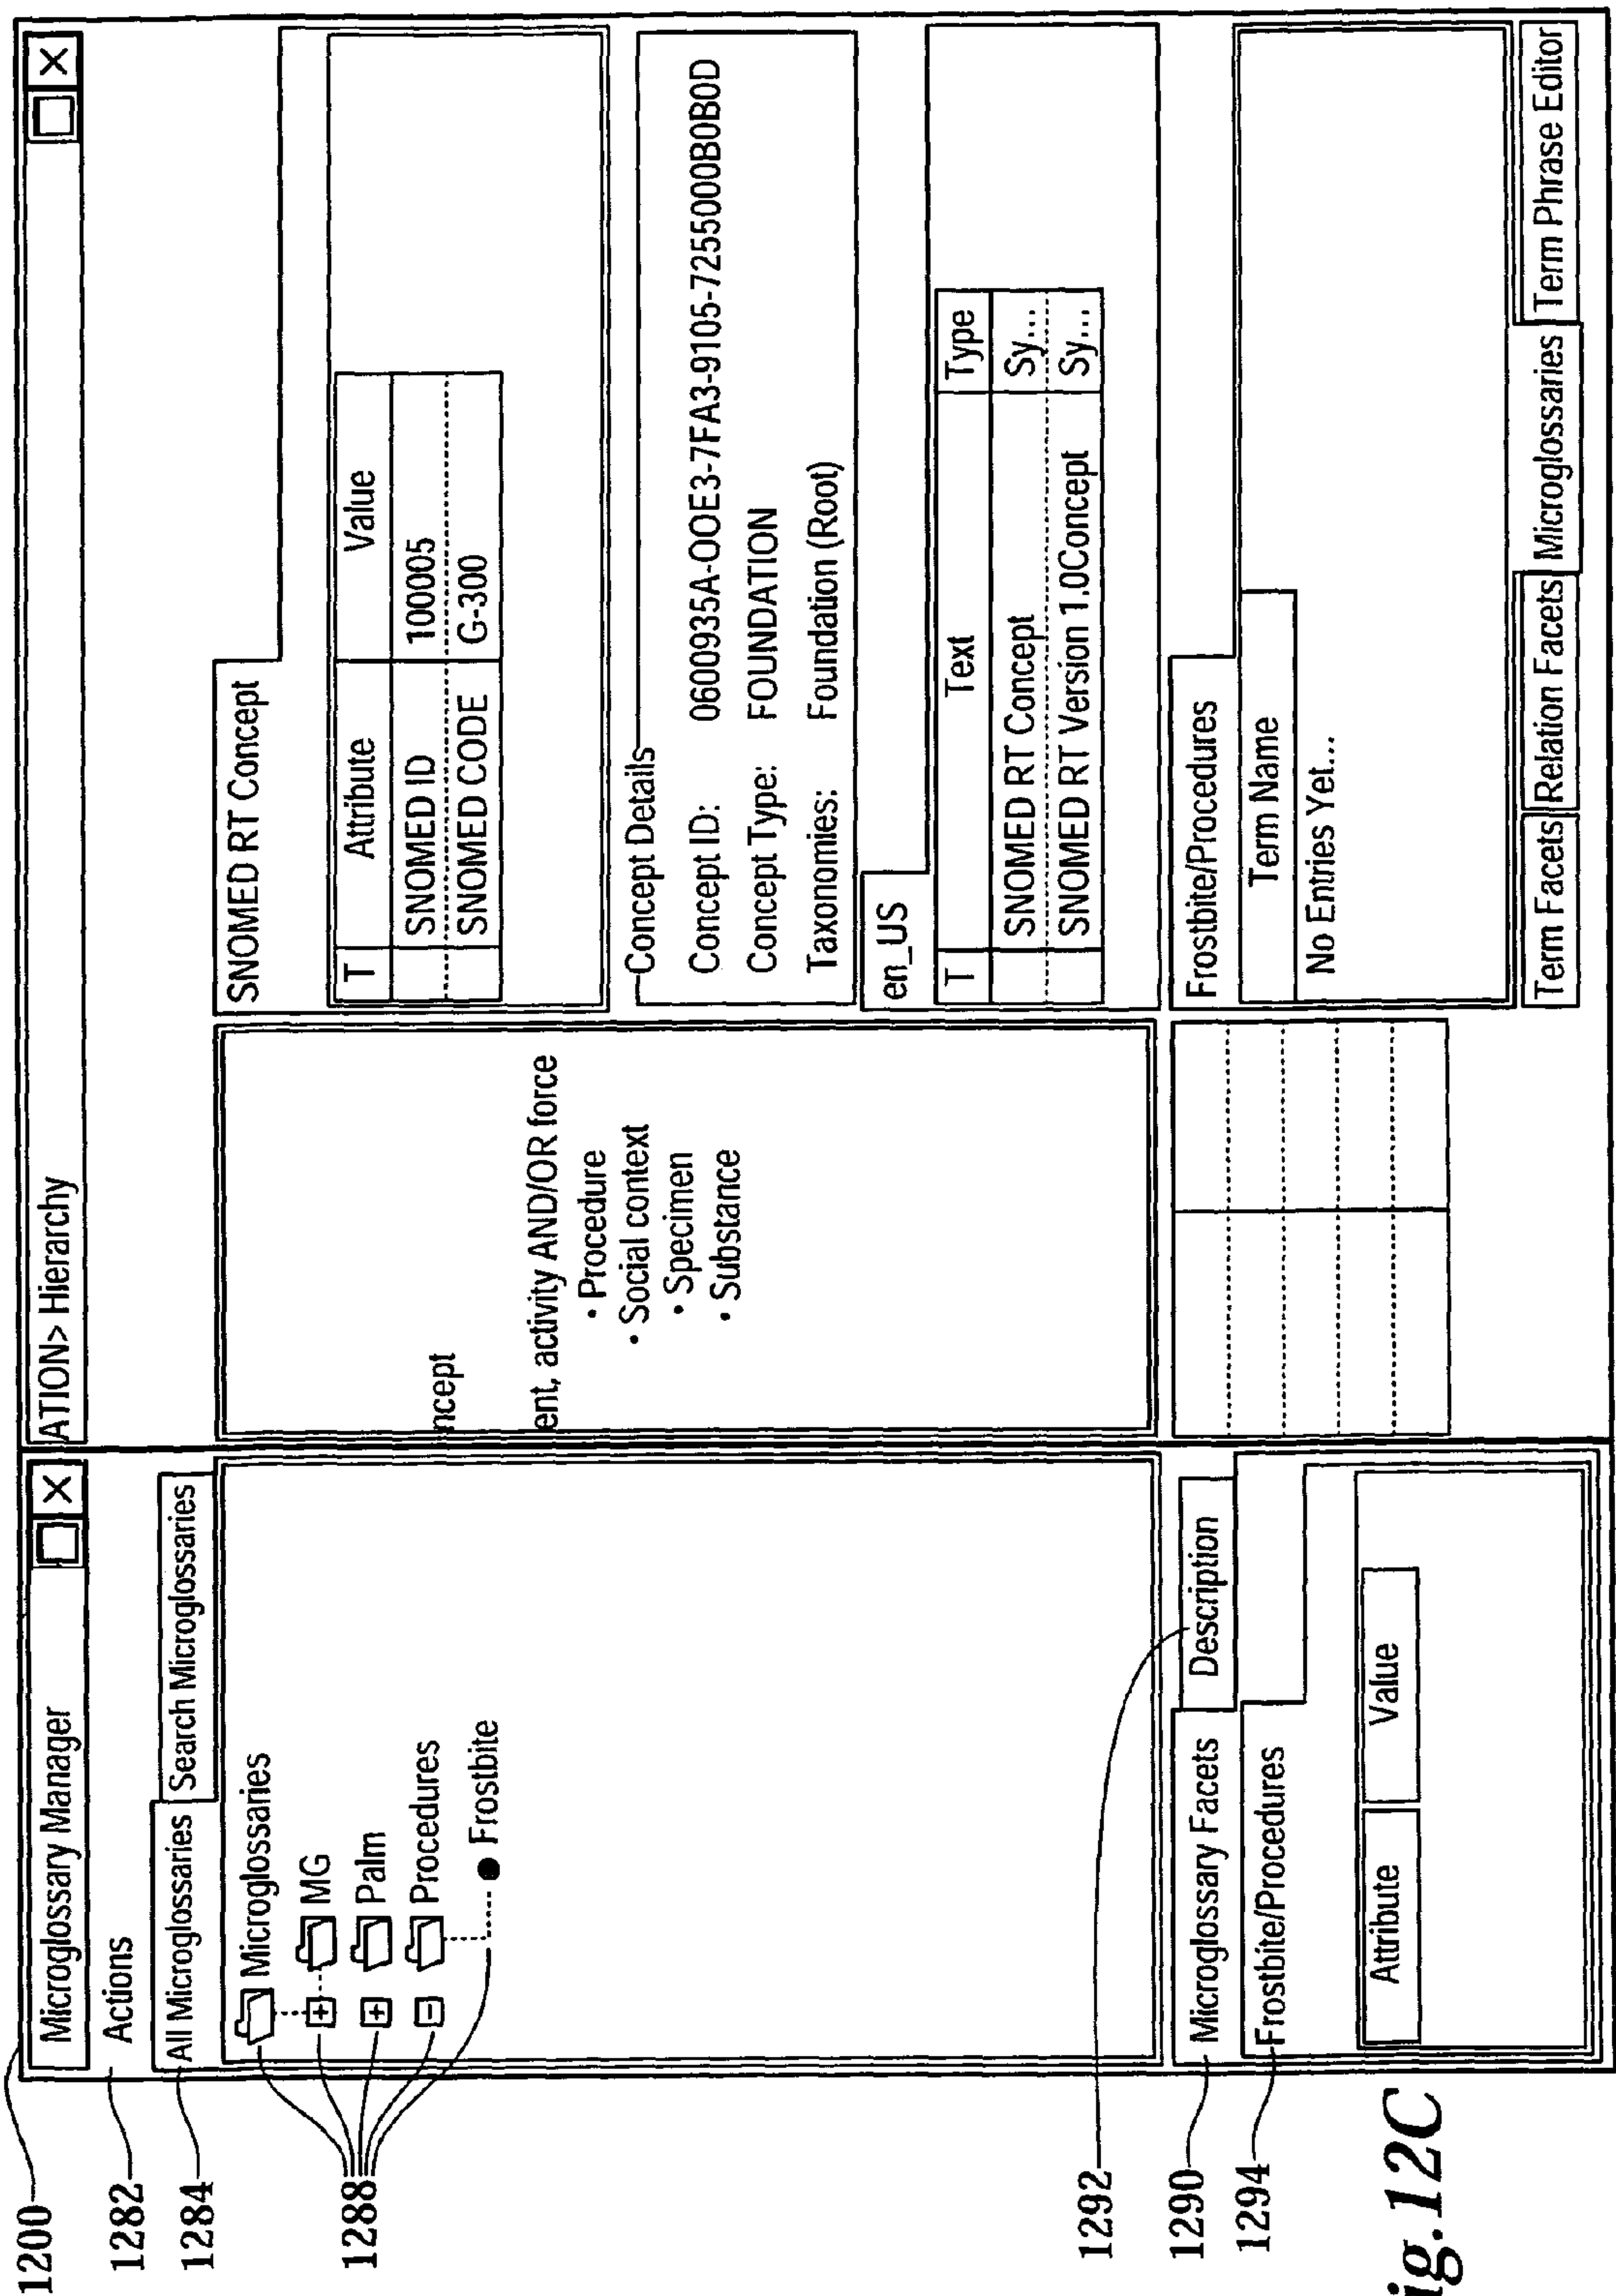 1200
Microglossary Manager X
1282
Actions
1284
All Microglossaries Search Microglossaries
Microglossaries
+ MG
+ Palm
- Procedures
Frostbite
1288
1292
1290
Microglossary Facets Description
1294
Frostbite/Procedures
Attribute Value
ATION> Hierarchy X
ncept
ent, activity AND/OR force
• Procedure
• Social context
• Specimen
• Substance
SNOMED RT Concept
T Attribute Value
SNOMED ID 100005
SNOMED CODE G-300
Concept Details
Concept ID: 0600935A-OOE3-7FA3-9105-7255000B0B0D
Concept Type: FOUNDATION
Taxonomies: Foundation (Root)
en_US
T Text Type
SNOMED RT Concept Sy...
SNOMED RT Version 1.0Concept Sy...
Frostbite/Procedures
Term Name
No Entries Yet...
Term Facets Relation Facets Microglossaries Term Phrase Editor
ig.12C